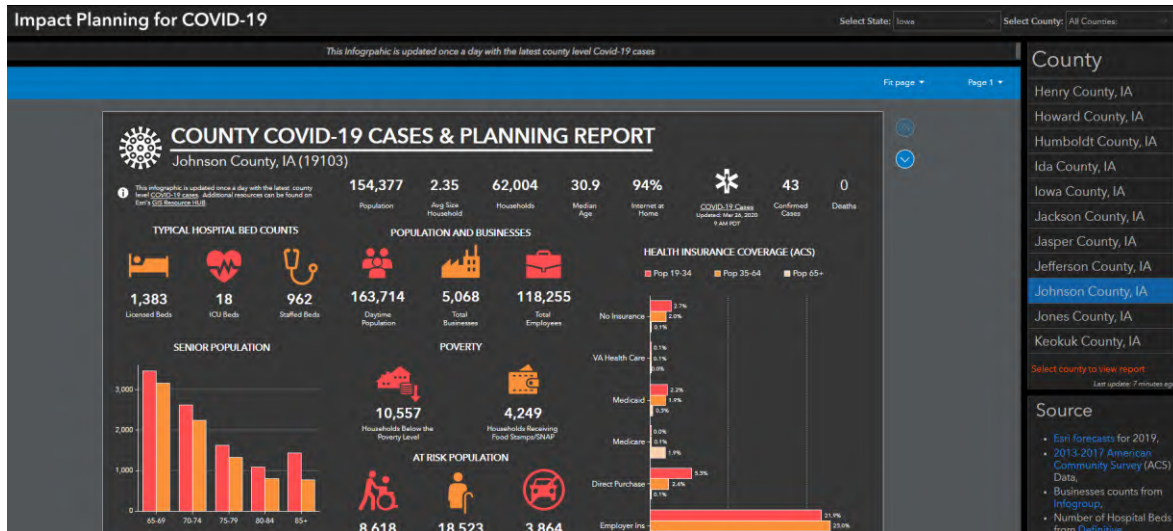 Impact Planning for COVID-19
Select State: Iowa
Select County: All Counties:
This Infogrpahic is updated once a day with the latest county level Covid-19 cases
Fit page
Page 1
COUNTY COVID-19 CASES & PLANNING REPORT
Johnson County, IA (19103)
This infographic is updated once a day with the latest county
level COVID-19 cases. Additional resources can be found on
Esri's GIS Resource HUB.
154,377
Population
2.35
Avg Size
Household
62,004
Households
30.9
Median
Age
94%
Internet at
Home
COVID-19 Cases
Updated: Mar 26, 2020
9 AM PDT
43
Confirmed
Cases
0
Deaths
TYPICAL HOSPITAL BED COUNTS
1,383
Licensed Beds
18
ICU Beds
962
Staffed Beds
POPULATION AND BUSINESSES
163,714
Daytime
Population
5,068
Total
Businesses
118,255
Total
Employees
HEALTH INSURANCE COVERAGE (ACS)
Pop 19-34
Pop 35-64
Pop 65+
No Insurance
2.7%
2.0%
0.1%
VA Health Care
0.1%
0.1%
0.0%
Medicaid
2.2%
1.9%
0.3%
Medicare
0.0%
0.1%
1.9%
Direct Purchase
5.3%
2.4%
0.1%
Employer Ins
21.9%
23.0%
SENIOR POPULATION
3,000
2,000
1,000
0
65-69
70-74
75-79
80-84
85+
POVERTY
10,557
Households Below the
Poverty Level
4,249
Households Receiving
Food Stamps/SNAP
AT RISK POPULATION
8,618
18,523
3,864
County
Henry County, IA
Howard County, IA
Humboldt County, IA
Ida County, IA
Iowa County, IA
Jackson County, IA
Jasper County, IA
Jefferson County, IA
Johnson County, IA
Jones County, IA
Keokuk County, IA
Select county to view report
Last update: 7 minutes ag
Source
Esri forecasts for 2019,
2013-2017 American
Community Survey (ACS)
Data,
Businesses counts from
Infogroup,
Number of Hospital Beds
from Definitive